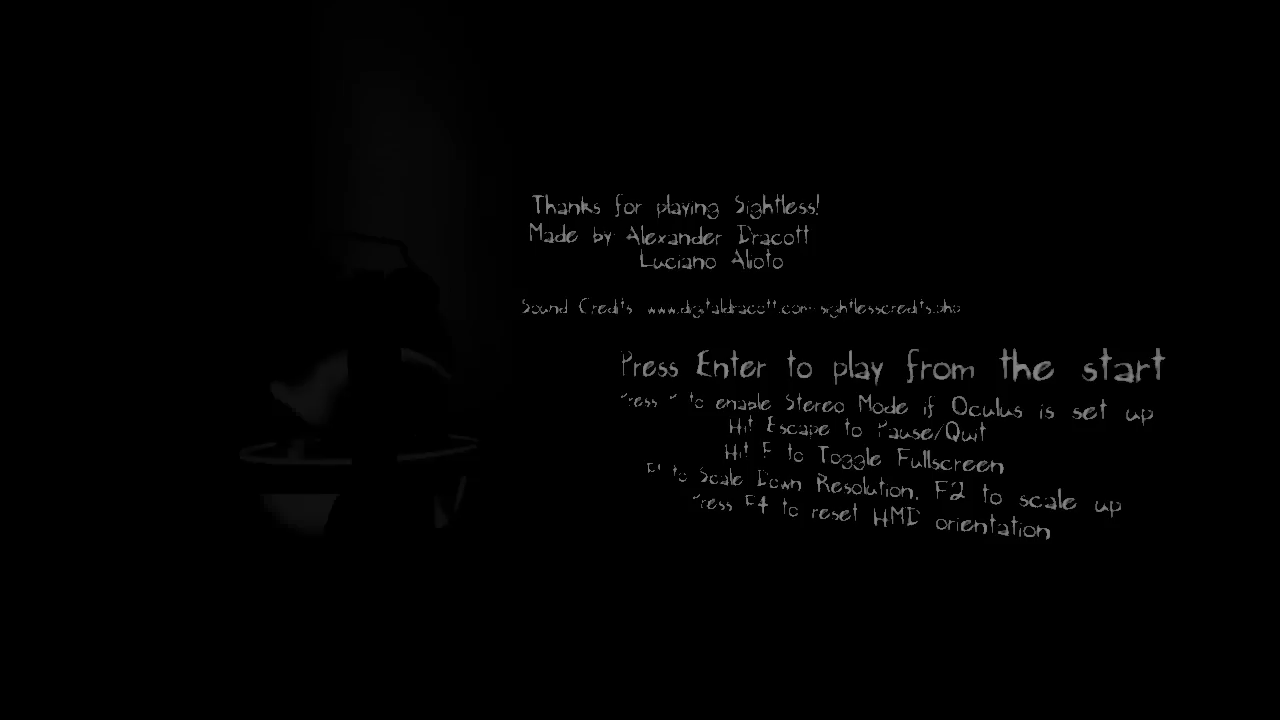 Thanks for playing Sightless!
Made by Alexander Dracott
Luciano Alioto
Sound Credits www.digitaldracott.com/sightlesscredits.php
Press Enter to play from the start
Press to enable Stereo Mode if Oculus is set up
Hit Escape to Pause/Quit
Hit F to Toggle Fullscreen
F1 to Scale Down Resolution. F2 to scale up
Press F4 to reset HMD orientation